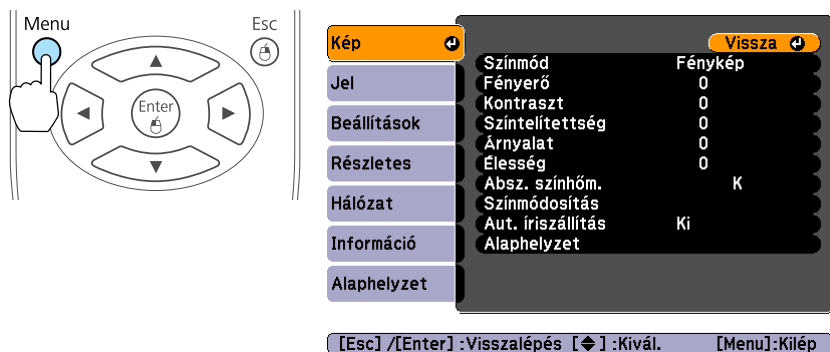 Menu
Esc
Enter
Kép
Jel
Beállítások
Részletes
Hálózat
Információ
Alaphelyzet
Vissza
Színmód Fénykép
Fényerő 0
Kontraszt 0
Színtelítettség 0
Árnyalat 0
Élesség 0
Absz. színhőm. K
Színmódosítás
Aut. íriszállítás Ki
Alaphelyzet
[Esc] /[Enter] :Visszalépés [◆] :Kivál. [Menu]:Kilép